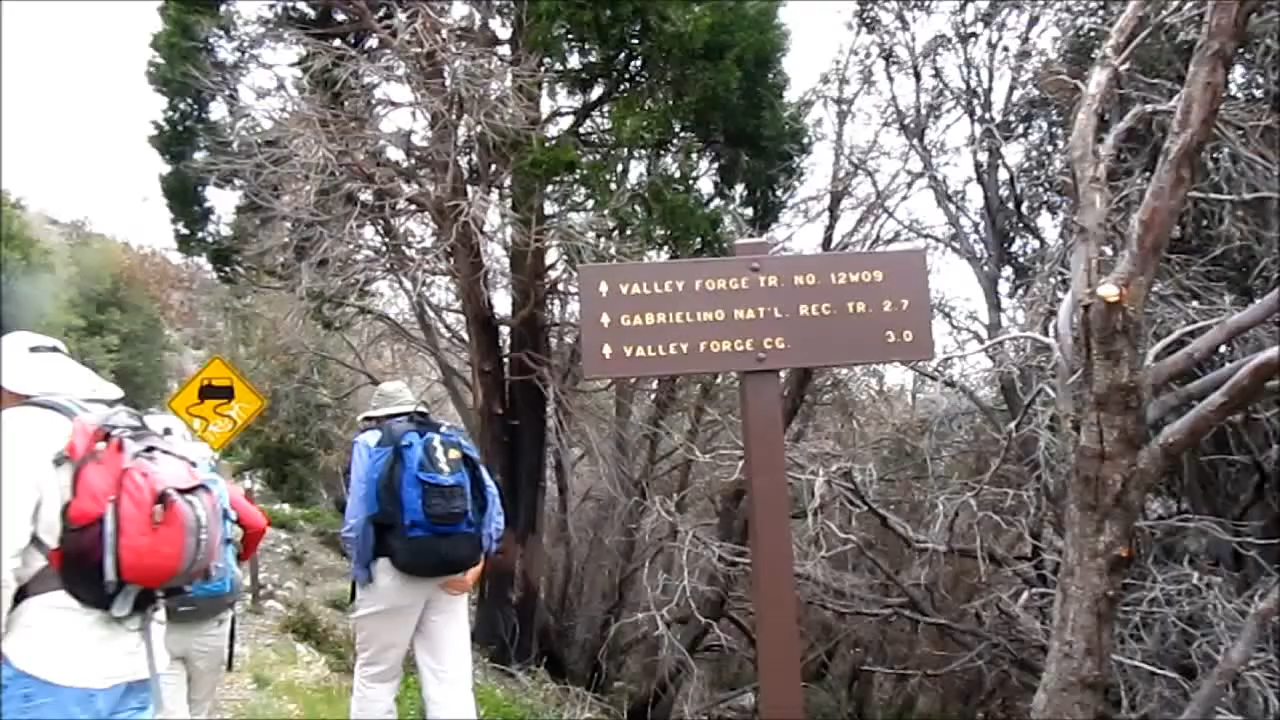 VALLEY FORGE TR. NO. 12W09
GABRIELINO NAT'L. REC. TR. 2.7
VALLEY FORGE CG. 3.0